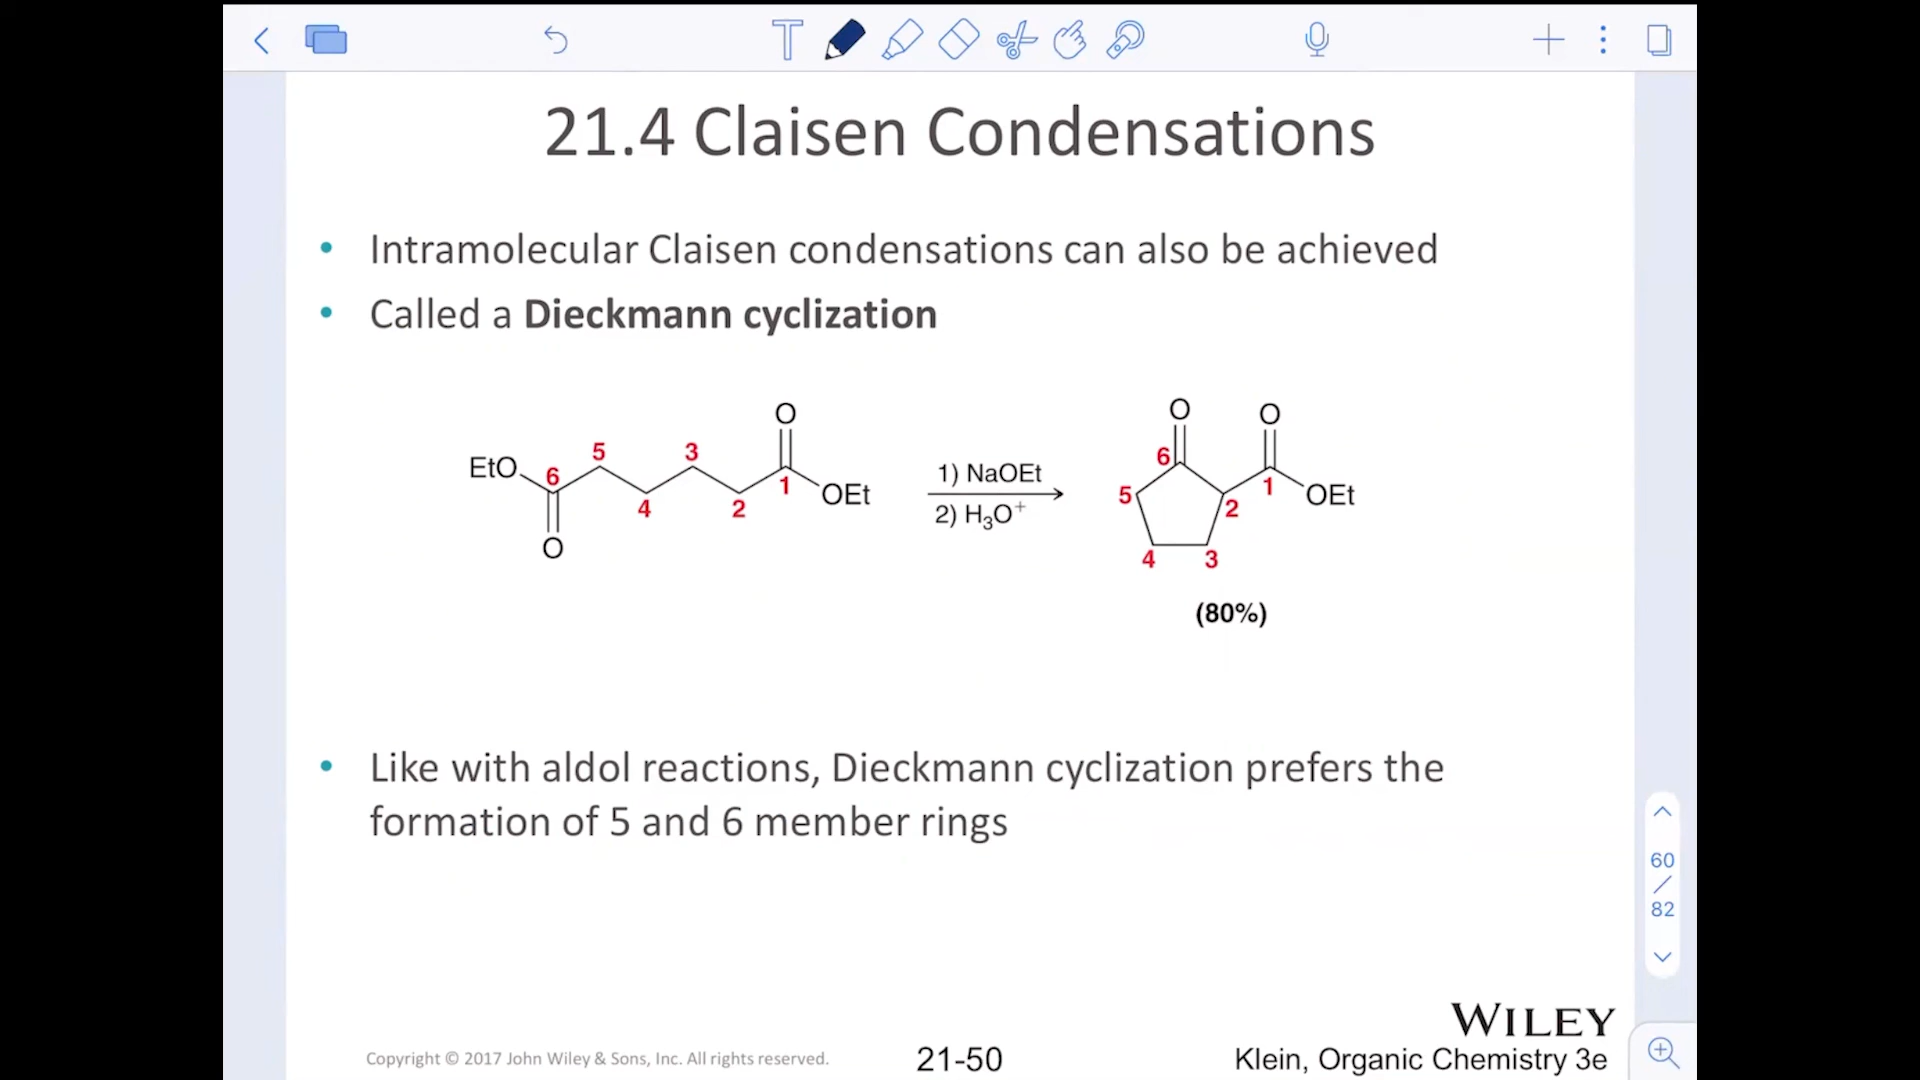 T
21.4 Claisen Condensations
• Intramolecular Claisen condensations can also be achieved
• Called a Dieckmann cyclization
O
EtO 6 5 4 3 2 1 OEt
O
1) NaOEt
2) H₃O⁺
O O
6 5 4 3 2 1 OEt
(80%)
• Like with aldol reactions, Dieckmann cyclization prefers the
formation of 5 and 6 member rings
60
/
82
WILEY
Copyright © 2017 John Wiley & Sons, Inc. All rights reserved.
21-50
Klein, Organic Chemistry 3e